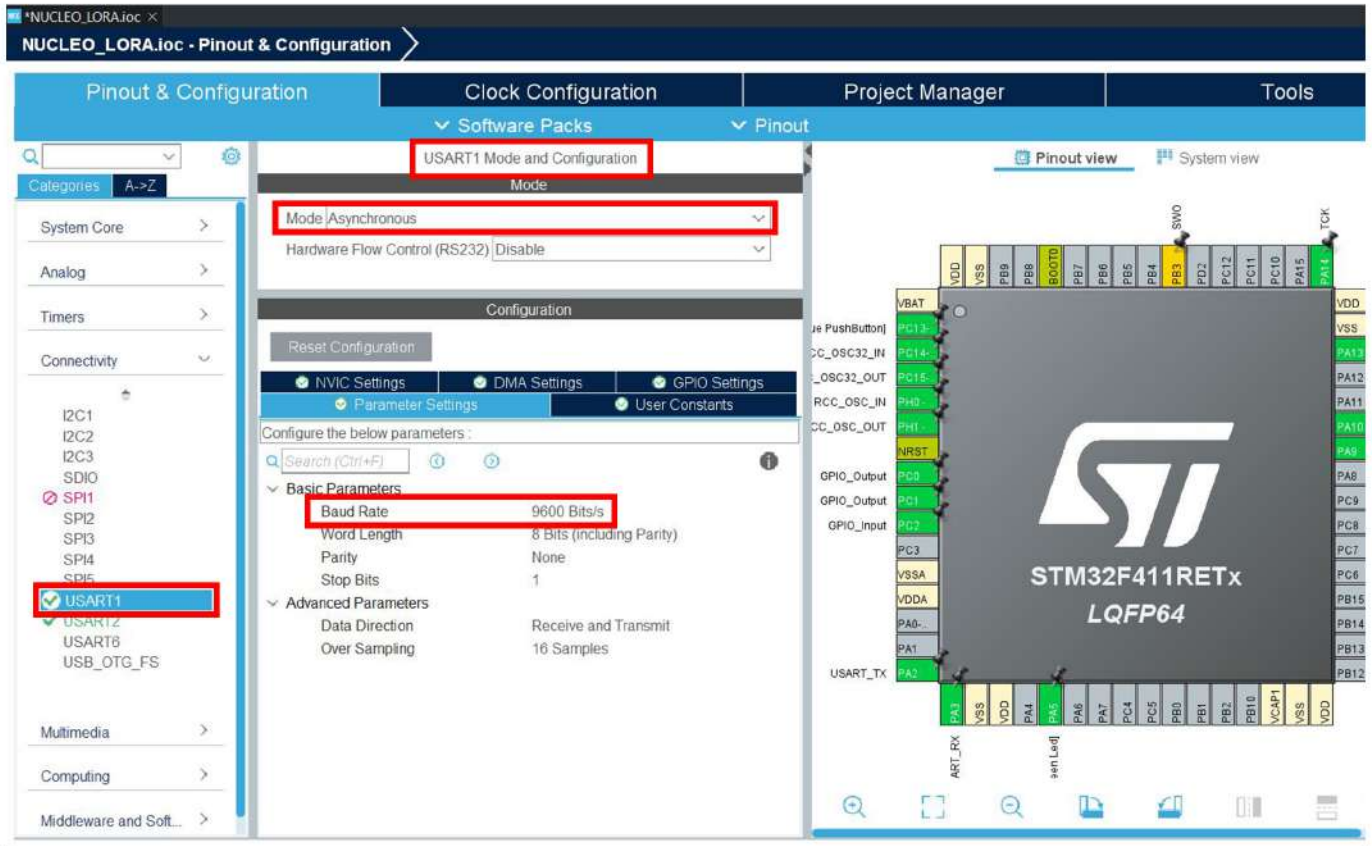 *NUCLEO_LORA.ioc ×
NUCLEO_LORA.ioc - Pinout & Configuration
Pinout & Configuration
Clock Configuration
Project Manager
Tools
Software Packs
Pinout
Categories
A->Z
System Core
Analog
Timers
Connectivity
I2C1
I2C2
I2C3
SDIO
SPI1
SPI2
SPI3
SPI4
SPI5
USART1
USART2
USART6
USB_OTG_FS
Multimedia
Computing
Middleware and Soft...
USART1 Mode and Configuration
Mode
Mode Asynchronous
Hardware Flow Control (RS232) Disable
Configuration
Reset Configuration
NVIC Settings
DMA Settings
GPIO Settings
Parameter Settings
User Constants
Configure the below parameters :
Search (Ctrl+F)
Basic Parameters
Baud Rate 9600 Bits/s
Word Length 8 Bits (including Parity)
Parity None
Stop Bits 1
Advanced Parameters
Data Direction Receive and Transmit
Over Sampling 16 Samples
Pinout view
System view
SWO
TCK
VDD
VSS
PB9
PB8
BOOT0
PB7
PB6
PB5
PB4
PB3
PD2
PC12
PC11
PC10
PA15
PA14
VBAT
ue PushButton] PC13-
CC_OSC32_IN PC14-
_OSC32_OUT PC15-
RCC_OSC_IN PH0-
CC_OSC_OUT PH1-
NRST
GPIO_Output PC0
GPIO_Output PC1
GPIO_Input PC2
PC3
VSSA
VDDA
PA0-..
PA1
USART_TX PA2
STM32F411RETx
LQFP64
VDD
VSS
PA13
PA12
PA11
PA10
PA9
PA8
PC9
PC8
PC7
PC6
PB15
PB14
PB13
PB12
PA3
VSS
VDD
PA4
PA5
PA6
PA7
PC4
PC5
PB0
PB1
PB2
PB10
VCAP1
VSS
VDD
ART_RX
een Led]